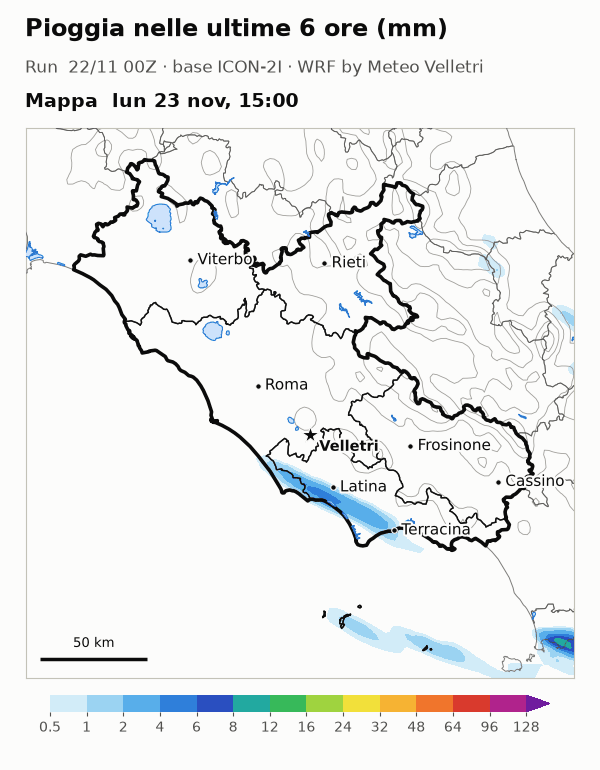 Pioggia nelle ultime 6 ore (mm)
Run  22/11 00Z · base ICON-2I · WRF by Meteo Velletri
Mappa  lun 23 nov, 15:00
Viterbo
Rieti
Roma
Velletri
Frosinone
Cassino
Latina
Terracina
50 km
0.5 1 2 4 6 8 12 16 24 32 48 64 96 128